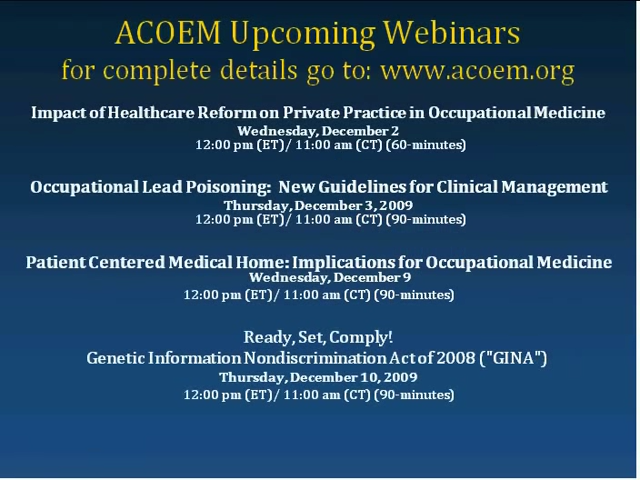 ACOEM Upcoming Webinars
for complete details go to: www.acoem.org
Impact of Healthcare Reform on Private Practice in Occupational Medicine
Wednesday, December 2
12:00 pm (ET)/ 11:00 am (CT) (60-minutes)
Occupational Lead Poisoning: New Guidelines for Clinical Management
Thursday, December 3, 2009
12:00 pm (ET)/ 11:00 am (CT) (90-minutes)
Patient Centered Medical Home: Implications for Occupational Medicine
Wednesday, December 9
12:00 pm (ET)/ 11:00 am (CT) (90-minutes)
Ready, Set, Comply!
Genetic Information Nondiscrimination Act of 2008 ("GINA")
Thursday, December 10, 2009
12:00 pm (ET)/ 11:00 am (CT) (90-minutes)